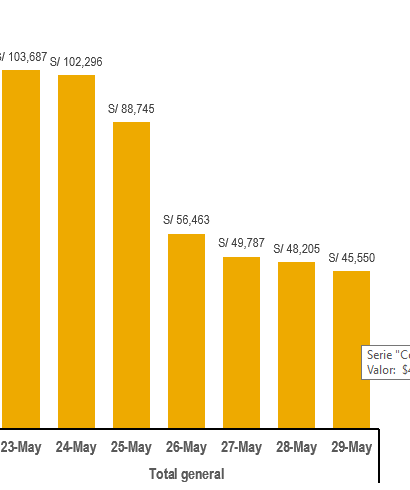 S/ 103,687
S/ 102,296
S/ 88,745
S/ 56,463
S/ 49,787
S/ 48,205
S/ 45,550
Serie "C
Valor: $4
23-May 24-May 25-May 26-May 27-May 28-May 29-May
Total general